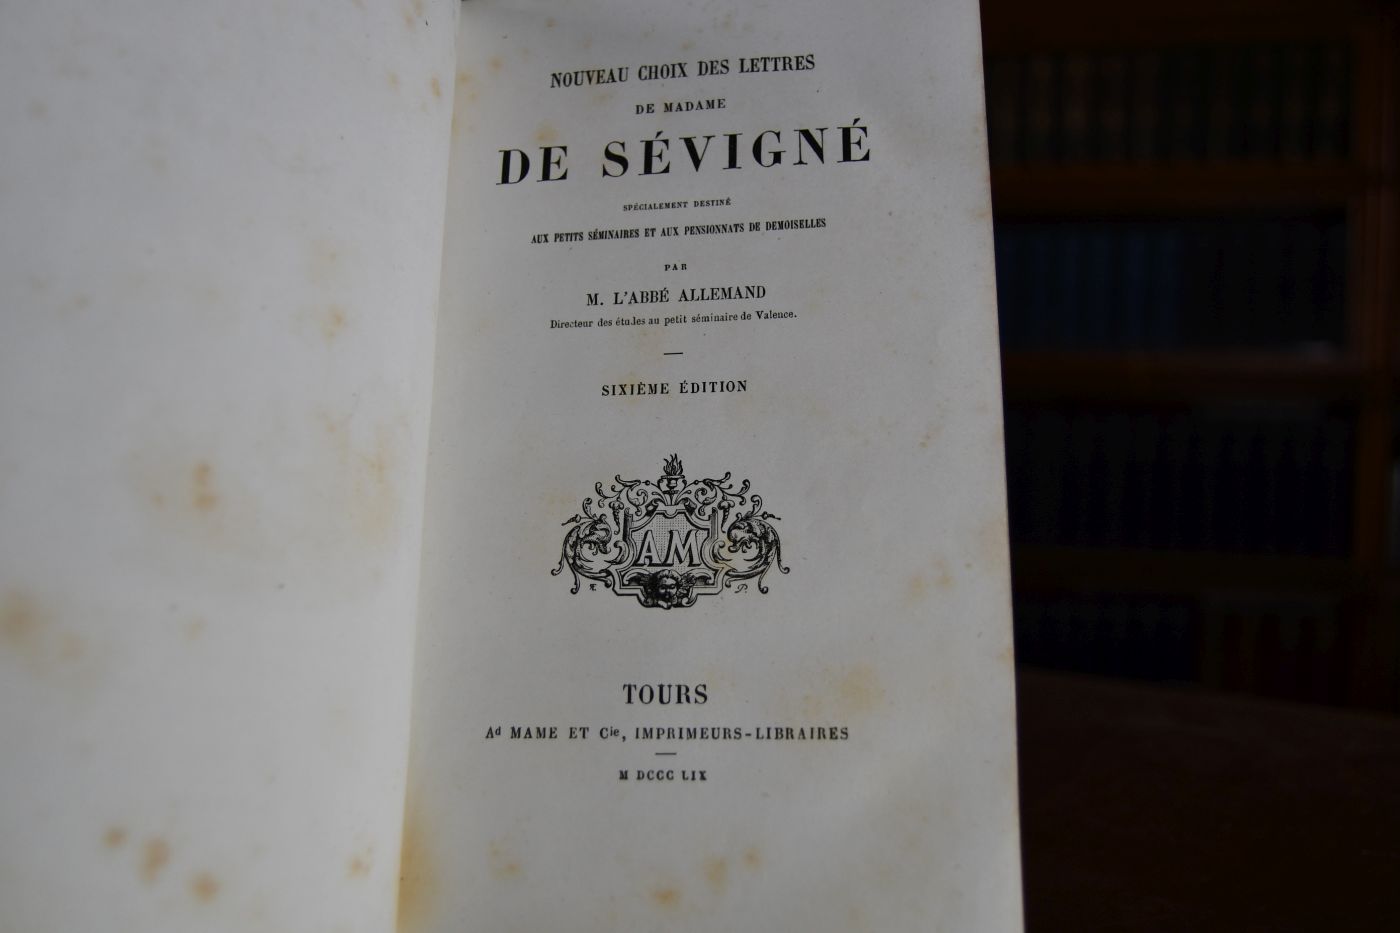 NOUVEAU CHOIX DES LETTRES
DE MADAME
DE SÉVIGNÉ
SPÉCIALEMENT DESTINÉ
AUX PETITS SÉMINAIRES ET AUX PENSIONNATS DE DEMOISELLES
PAR
M. L'ABBÉ ALLEMAND
Directeur des études au petit séminaire de Valence.
SIXIÈME ÉDITION
AM
TOURS
Ad MAME ET Cie, IMPRIMEURS-LIBRAIRES
M DCCC LIX